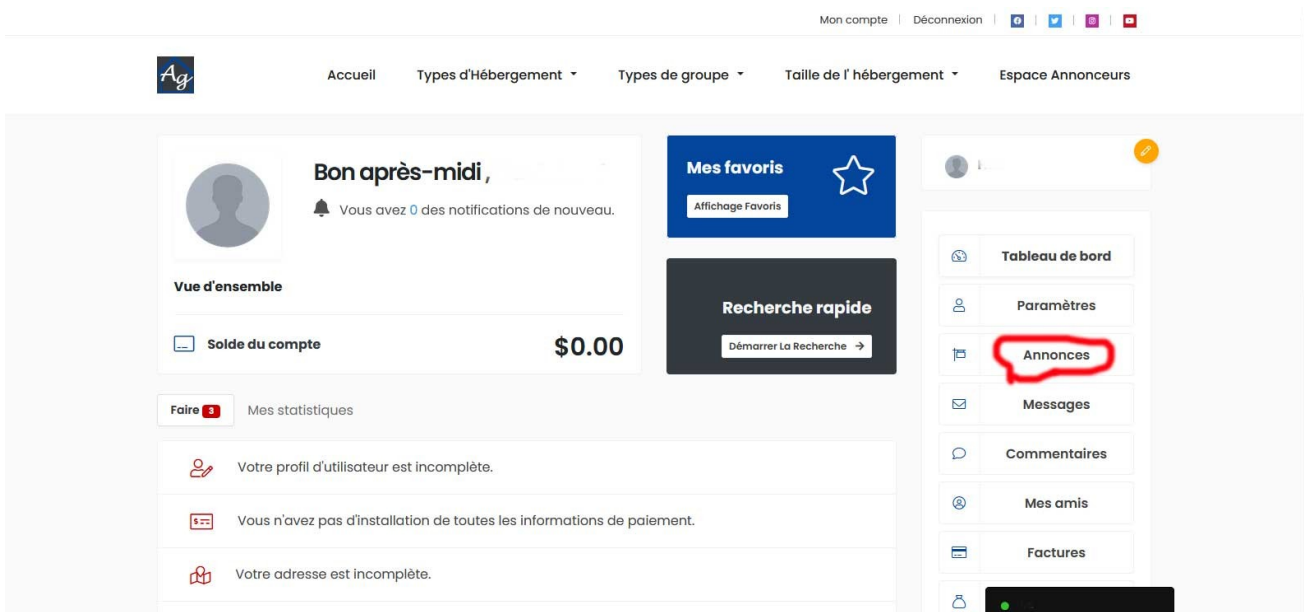 Mon compte Déconnexion
Ag
Accueil Types d'Hébergement Types de groupe Taille de l' hébergement Espace Annonceurs
Bon après-midi ,
Vous avez 0 des notifications de nouveau.
Vue d'ensemble
Solde du compte $0.00
Mes favoris
Affichage Favoris
Recherche rapide
Démarrer La Recherche
Faire 3 Mes statistiques
Votre profil d'utilisateur est incomplète.
Vous n'avez pas d'installation de toutes les informations de paiement.
Votre adresse est incomplète.
Tableau de bord
Paramètres
Annonces
Messages
Commentaires
Mes amis
Factures